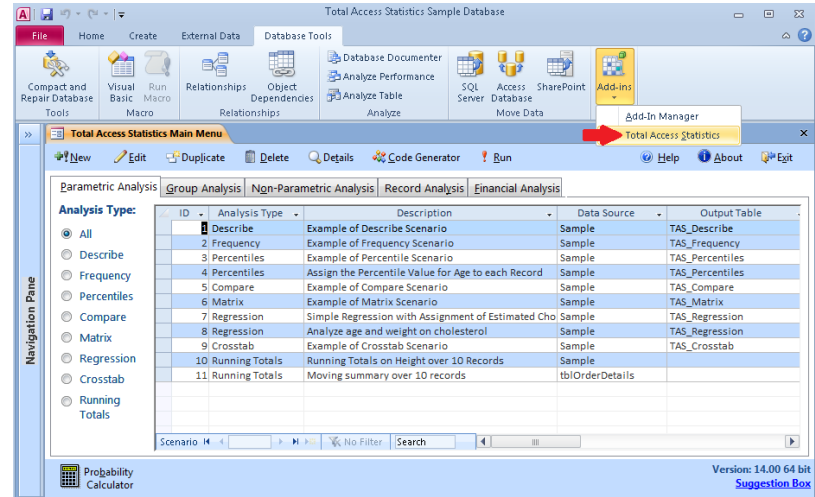 Total Access Statistics Sample Database
File Home Create External Data Database Tools
Compact and Repair Database
Visual Basic
Run Macro
Relationships
Object Dependencies
Database Documenter
Analyze Performance
Analyze Table
SQL Server
Access Database
SharePoint
Add-ins
Tools Macro Relationships Analyze Move Data
Add-In Manager
Total Access Statistics
Total Access Statistics Main Menu
New Edit Duplicate Delete Details Code Generator Run Help About Exit
Parametric Analysis Group Analysis Non-Parametric Analysis Record Analysis Financial Analysis
Analysis Type:
All
Describe
Frequency
Percentiles
Compare
Matrix
Regression
Crosstab
Running
Totals
ID Analysis Type Description Data Source Output Table
1 Describe Example of Describe Scenario Sample TAS_Describe
2 Frequency Example of Frequency Scenario Sample TAS_Frequency
3 Percentiles Example of Percentile Scenario Sample TAS_Percentiles
4 Percentiles Assign the Percentile Value for Age to each Record Sample TAS_Percentiles
5 Compare Example of Compare Scenario Sample TAS_Compare
6 Matrix Example of Matrix Scenario Sample TAS_Matrix
7 Regression Simple Regression with Assignment of Estimated Cho Sample TAS_Regression
8 Regression Analyze age and weight on cholesterol Sample TAS_Regression
9 Crosstab Example of Crosstab Scenario Sample TAS_Crosstab
10 Running Totals Running Totals on Height over 10 Records Sample
11 Running Totals Moving summary over 10 records tblOrderDetails
Scenario No Filter Search
Navigation Pane
Probability
Calculator
Version: 14.00 64 bit
Suggestion Box